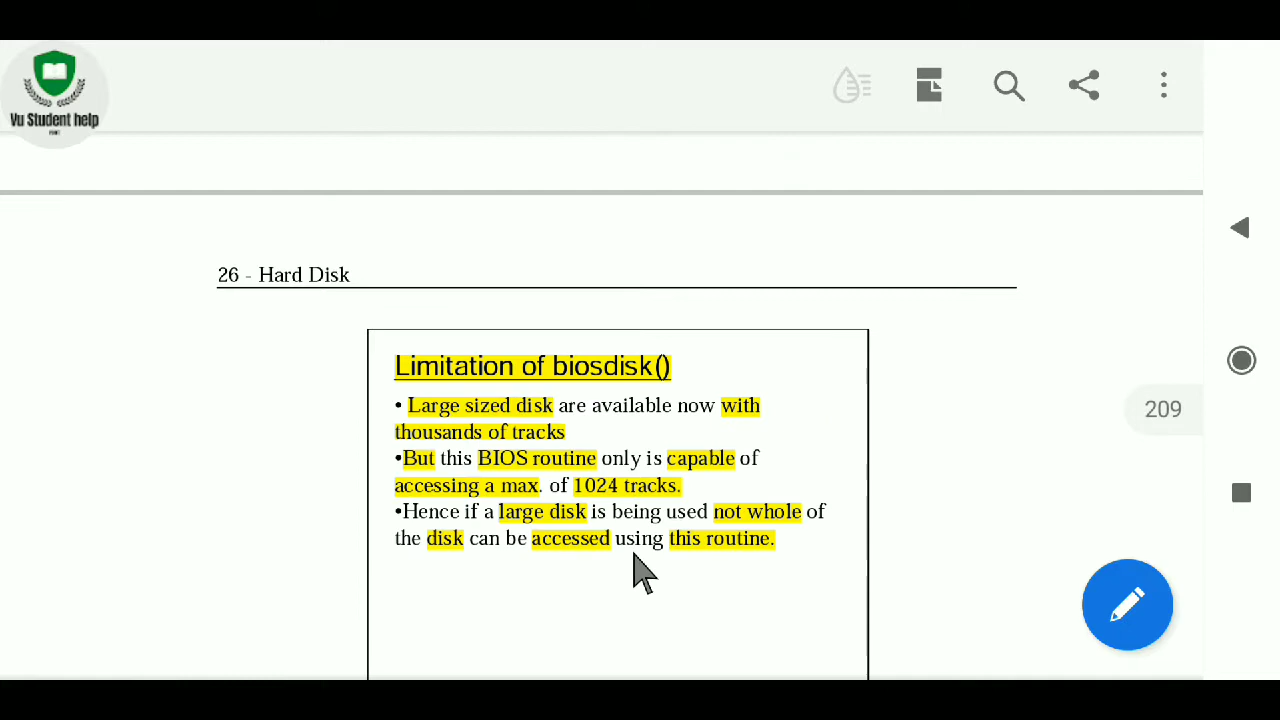 Vu Student help
26 - Hard Disk
Limitation of biosdisk()
• Large sized disk are available now with
thousands of tracks
•But this BIOS routine only is capable of
accessing a max. of 1024 tracks.
•Hence if a large disk is being used not whole of
the disk can be accessed using this routine.
209